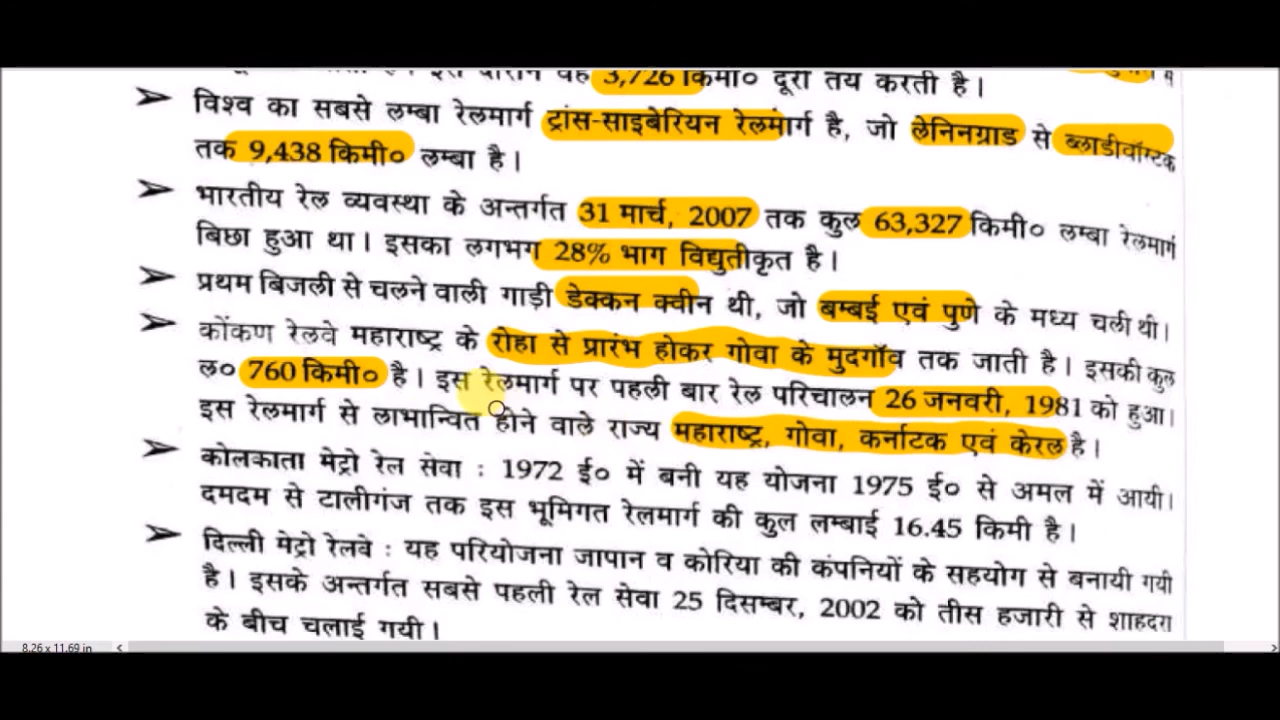 3,726 किमी० दूरी तय करती है।
➢ विश्व का सबसे लम्बा रेलमार्ग ट्रांस-साइबेरियन रेलमार्ग है, जो लेनिनग्राड से ब्लाडीवॉस्टक
तक 9,438 किमी० लम्बा है।
➢ भारतीय रेल व्यवस्था के अन्तर्गत 31 मार्च, 2007 तक कुल 63,327 किमी० लम्बा रेलमार्ग
बिछा हुआ था। इसका लगभग 28% भाग विद्युतीकृत है।
➢ प्रथम बिजली से चलने वाली गाड़ी डेक्कन क्वीन थी, जो बम्बई एवं पुणे के मध्य चली थी।
➢ कोंकण रेलवे महाराष्ट्र के रोहा से प्रारंभ होकर गोवा के मुदगाँव तक जाती है। इसकी कुल
ल० 760 किमी० है। इस रेलमार्ग पर पहली बार रेल परिचालन 26 जनवरी, 1981 को हुआ।
इस रेलमार्ग से लाभान्वित होने वाले राज्य महाराष्ट्र, गोवा, कर्नाटक एवं केरल है।
➢ कोलकाता मेट्रो रेल सेवा : 1972 ई० में बनी यह योजना 1975 ई० से अमल में आयी।
दमदम से टालीगंज तक इस भूमिगत रेलमार्ग की कुल लम्बाई 16.45 किमी है।
➢ दिल्ली मेट्रो रेलवे : यह परियोजना जापान व कोरिया की कंपनियों के सहयोग से बनायी गयी
है। इसके अन्तर्गत सबसे पहली रेल सेवा 25 दिसम्बर, 2002 को तीस हजारी से शाहदरा
के बीच चलाई गयी।
8.26 x 11.69 in